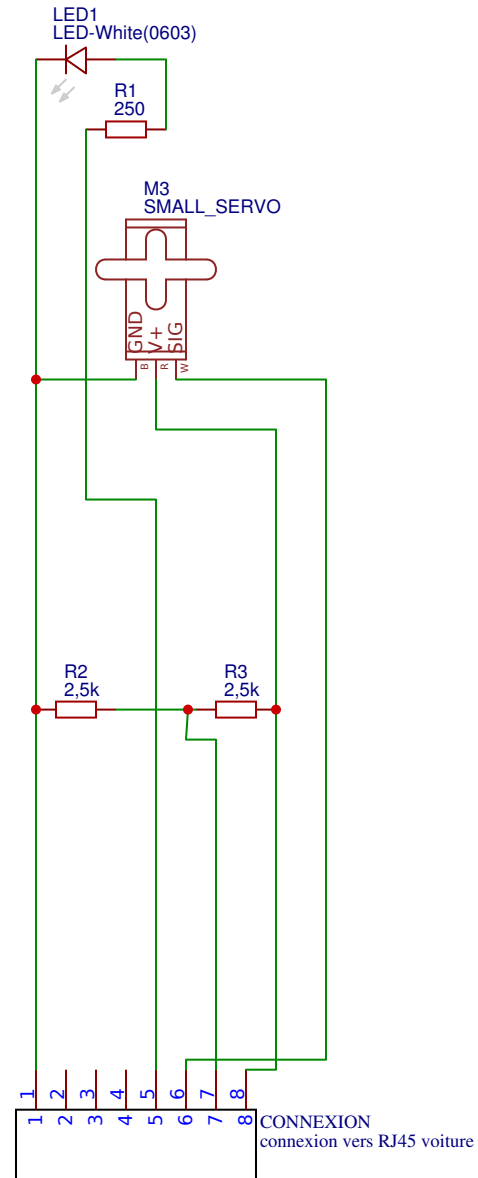 LED1
LED-White(0603)
R1
250
M3
SMALL_SERVO
GND
V+
SIG
B
R
W
R2
2,5k
R3
2,5k
1 2 3 4 5 6 7 8
1 2 3 4 5 6 7 8
CONNEXION
connexion vers RJ45 voiture